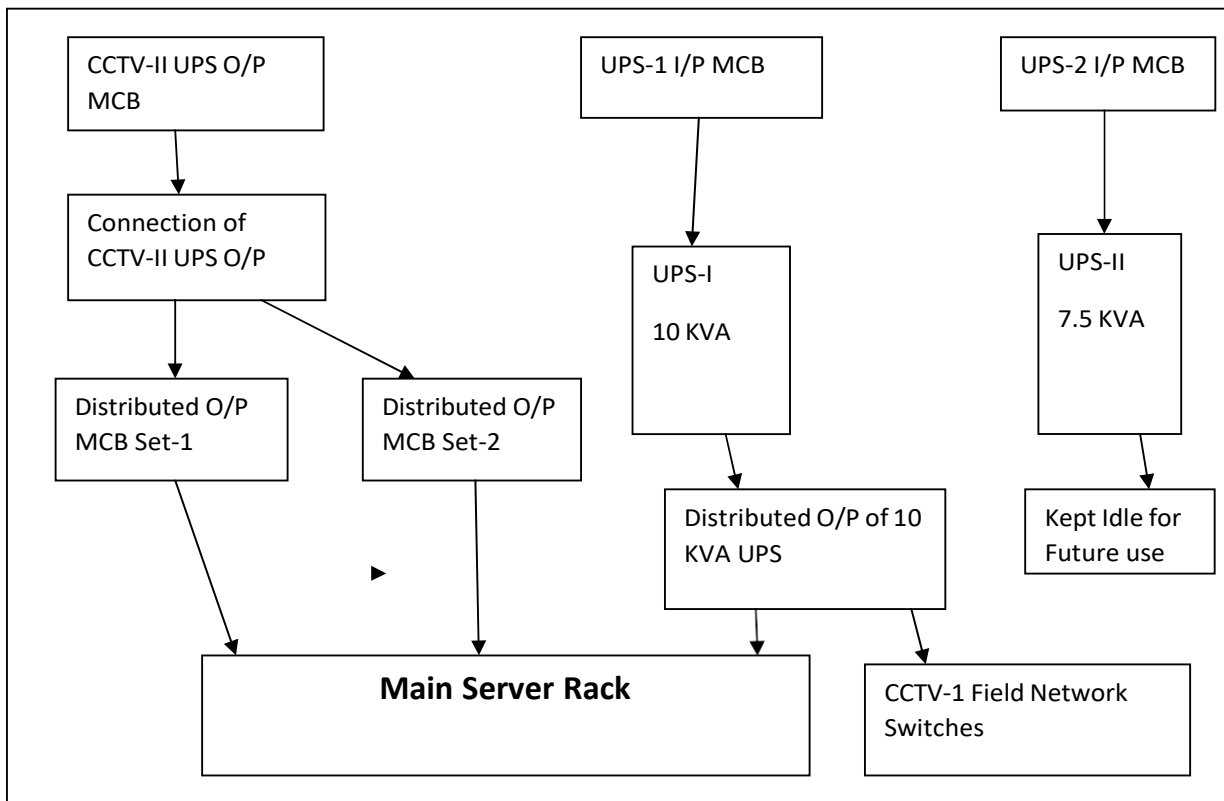 CCTV-II UPS O/P
MCB
UPS-1 I/P MCB
UPS-2 I/P MCB
Connection of
CCTV-II UPS O/P
UPS-I
10 KVA
UPS-II
7.5 KVA
Distributed O/P
MCB Set-1
Distributed O/P
MCB Set-2
Distributed O/P of 10
KVA UPS
Kept Idle for
Future use
Main Server Rack
CCTV-1 Field Network
Switches